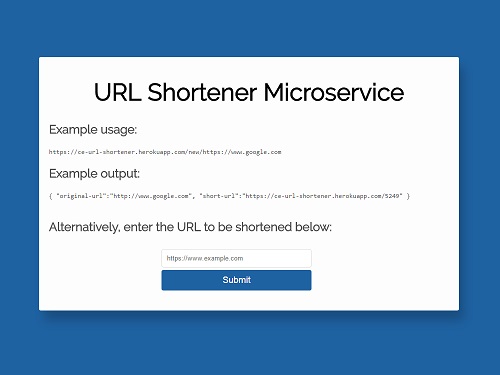 URL Shortener Microservice
Example usage:
https://ce-url-shortener.herokuapp.com/new/https://www.google.com
Example output:
{ "original-url":"http://www.google.com", "short-url":"https://ce-url-shortener.herokuapp.com/5249" }
Alternatively, enter the URL to be shortened below:
https://www.example.com
Submit